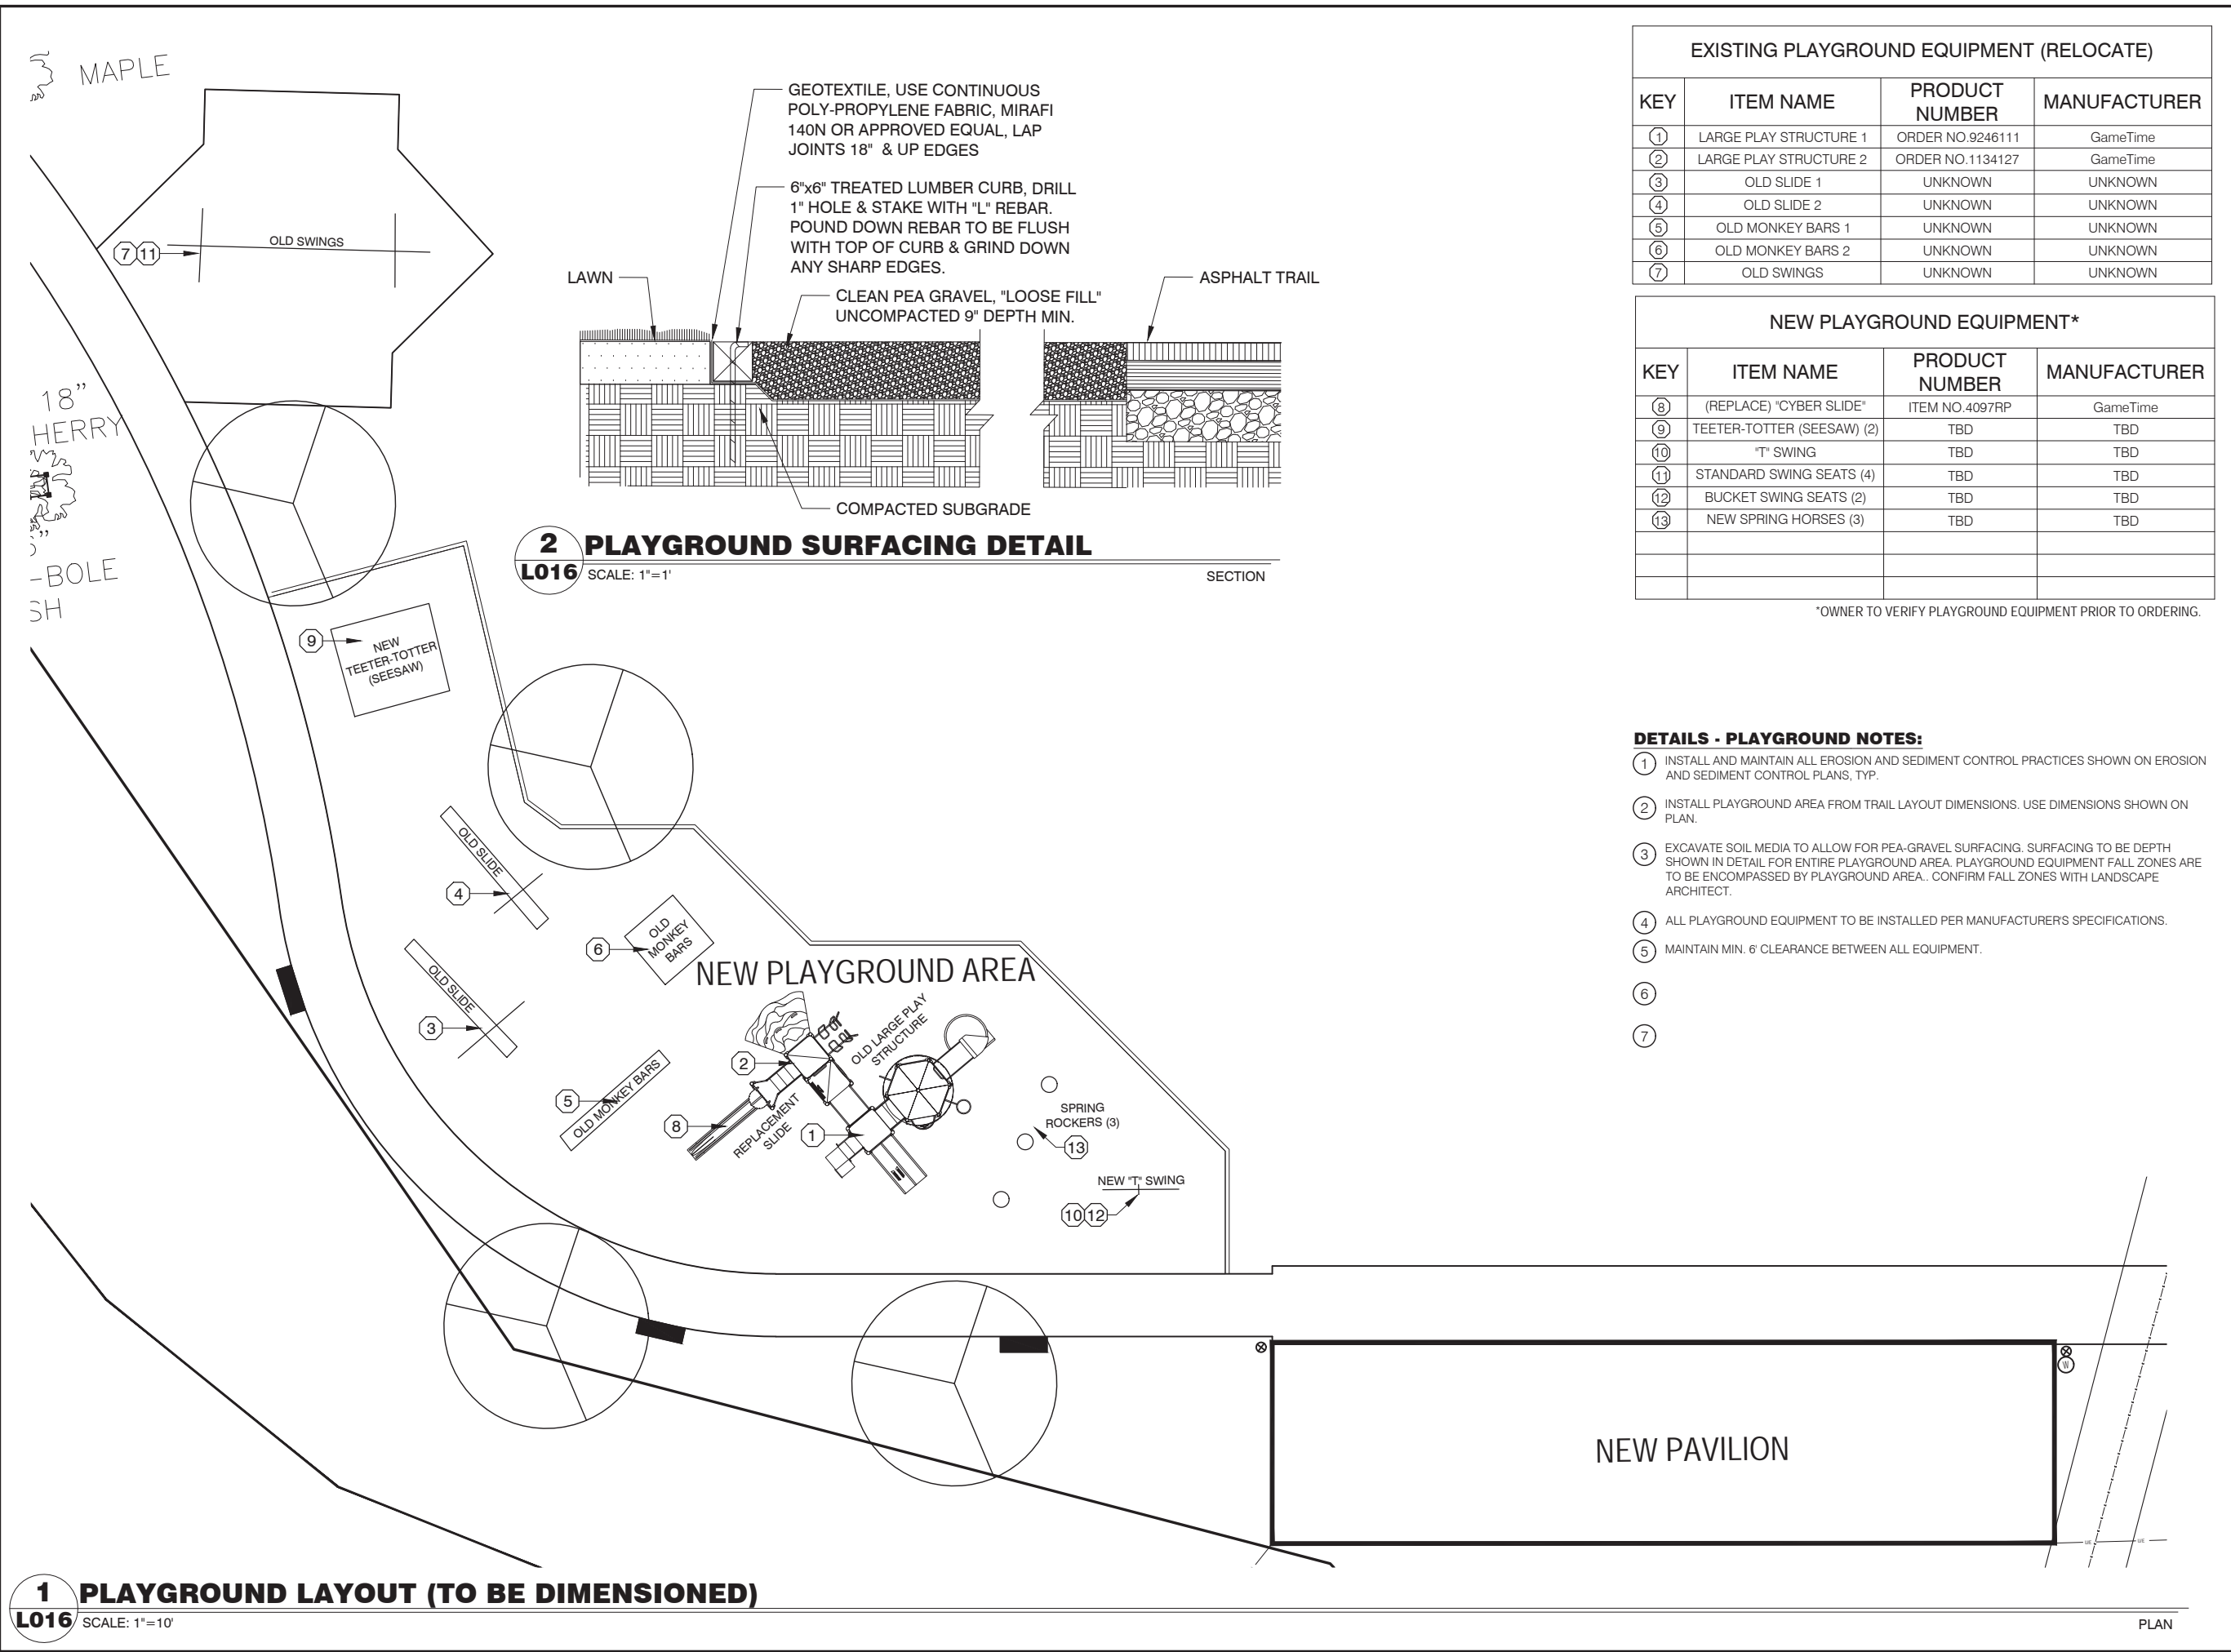 MAPLE
18"
HERRY
-BOLE
SH
7 11
OLD SWINGS
GEOTEXTILE, USE CONTINUOUS
POLY-PROPYLENE FABRIC, MIRAFI
140N OR APPROVED EQUAL, LAP
JOINTS 18" & UP EDGES
6"x6" TREATED LUMBER CURB, DRILL
1" HOLE & STAKE WITH "L" REBAR.
POUND DOWN REBAR TO BE FLUSH
WITH TOP OF CURB & GRIND DOWN
ANY SHARP EDGES.
LAWN
CLEAN PEA GRAVEL, "LOOSE FILL"
UNCOMPACTED 9" DEPTH MIN.
ASPHALT TRAIL
COMPACTED SUBGRADE
2 PLAYGROUND SURFACING DETAIL
L016 SCALE: 1"=1' SECTION
EXISTING PLAYGROUND EQUIPMENT (RELOCATE)
KEY ITEM NAME PRODUCT NUMBER MANUFACTURER
1 LARGE PLAY STRUCTURE 1 ORDER NO.9246111 GameTime
2 LARGE PLAY STRUCTURE 2 ORDER NO.1134127 GameTime
3 OLD SLIDE 1 UNKNOWN UNKNOWN
4 OLD SLIDE 2 UNKNOWN UNKNOWN
5 OLD MONKEY BARS 1 UNKNOWN UNKNOWN
6 OLD MONKEY BARS 2 UNKNOWN UNKNOWN
7 OLD SWINGS UNKNOWN UNKNOWN
NEW PLAYGROUND EQUIPMENT*
KEY ITEM NAME PRODUCT NUMBER MANUFACTURER
8 (REPLACE) "CYBER SLIDE" ITEM NO.4097RP GameTime
9 TEETER-TOTTER (SEESAW) (2) TBD TBD
10 "T" SWING TBD TBD
11 STANDARD SWING SEATS (4) TBD TBD
12 BUCKET SWING SEATS (2) TBD TBD
13 NEW SPRING HORSES (3) TBD TBD
*OWNER TO VERIFY PLAYGROUND EQUIPMENT PRIOR TO ORDERING.
DETAILS - PLAYGROUND NOTES:
1 INSTALL AND MAINTAIN ALL EROSION AND SEDIMENT CONTROL PRACTICES SHOWN ON EROSION
AND SEDIMENT CONTROL PLANS, TYP.
2 INSTALL PLAYGROUND AREA FROM TRAIL LAYOUT DIMENSIONS. USE DIMENSIONS SHOWN ON
PLAN.
3 EXCAVATE SOIL MEDIA TO ALLOW FOR PEA-GRAVEL SURFACING. SURFACING TO BE DEPTH
SHOWN IN DETAIL FOR ENTIRE PLAYGROUND AREA. PLAYGROUND EQUIPMENT FALL ZONES ARE
TO BE ENCOMPASSED BY PLAYGROUND AREA.. CONFIRM FALL ZONES WITH LANDSCAPE
ARCHITECT.
4 ALL PLAYGROUND EQUIPMENT TO BE INSTALLED PER MANUFACTURER'S SPECIFICATIONS.
5 MAINTAIN MIN. 6' CLEARANCE BETWEEN ALL EQUIPMENT.
6
7
9
NEW
TEETER-TOTTER
(SEESAW)
OLD SLIDE
4
6
OLD
MONKEY
BARS
NEW PLAYGROUND AREA
OLD SLIDE
3
5
OLD MONKEY BARS
2
OLD LARGE PLAY
STRUCTURE
8
REPLACEMENT
SLIDE
1
SPRING
ROCKERS (3)
13
NEW "T" SWING
10 12
W
NEW PAVILION
1 PLAYGROUND LAYOUT (TO BE DIMENSIONED)
L016 SCALE: 1"=10' PLAN